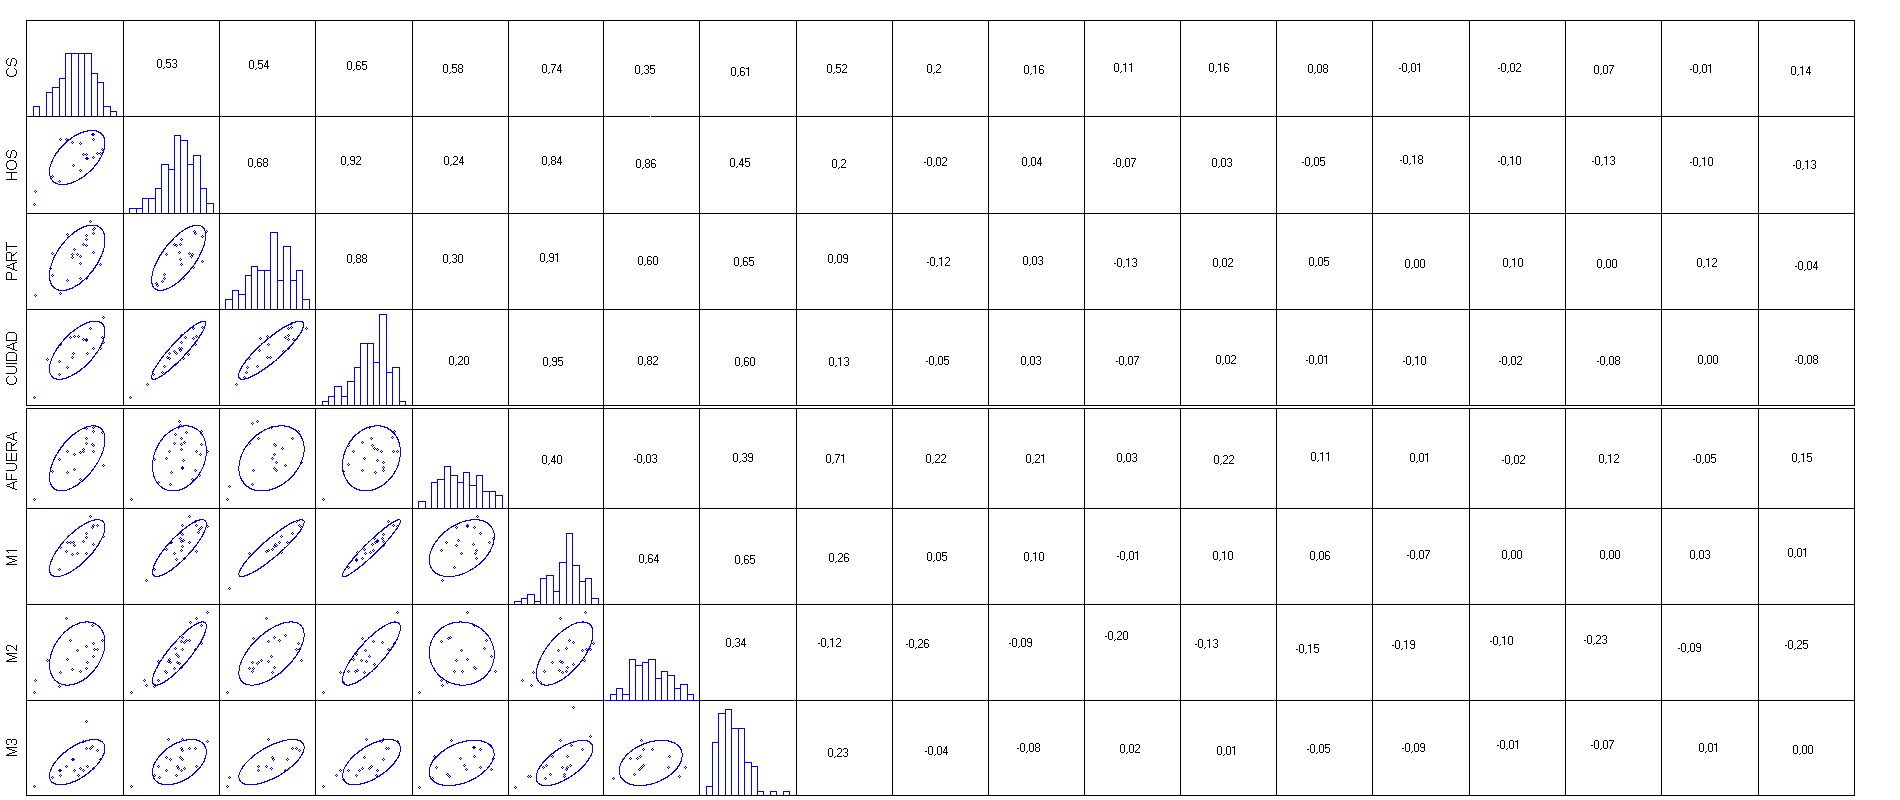 CS 0,53 0,54 0,65 0,58 0,74 0,35 0,61 0,52 0,2 0,16 0,11 0,16 0,08 -0,01 -0,02 0,07 -0,01 0,14
HOS 0,68 0,92 0,24 0,84 0,86 0,45 0,2 -0,02 0,04 -0,07 0,03 -0,05 -0,18 -0,10 -0,13 -0,10 -0,13
PART 0,88 0,30 0,91 0,60 0,65 0,09 -0,12 0,03 -0,13 0,02 0,05 0,00 0,10 0,00 0,12 -0,04
CUIDAD 0,20 0,95 0,82 0,60 0,13 -0,05 0,03 -0,07 0,02 -0,01 -0,10 -0,02 -0,08 0,00 -0,08
AFUERA 0,40 -0,03 0,39 0,71 0,22 0,21 0,03 0,22 0,11 0,01 -0,02 0,12 -0,05 0,15
M1 0,64 0,65 0,26 0,05 0,10 -0,01 0,10 0,06 -0,07 0,00 0,00 0,03 0,01
M2 0,34 -0,12 -0,26 -0,09 -0,20 -0,13 -0,15 -0,19 -0,10 -0,23 -0,09 -0,25
M3 0,23 -0,04 -0,08 0,02 0,01 -0,05 -0,09 -0,01 -0,07 0,01 0,00